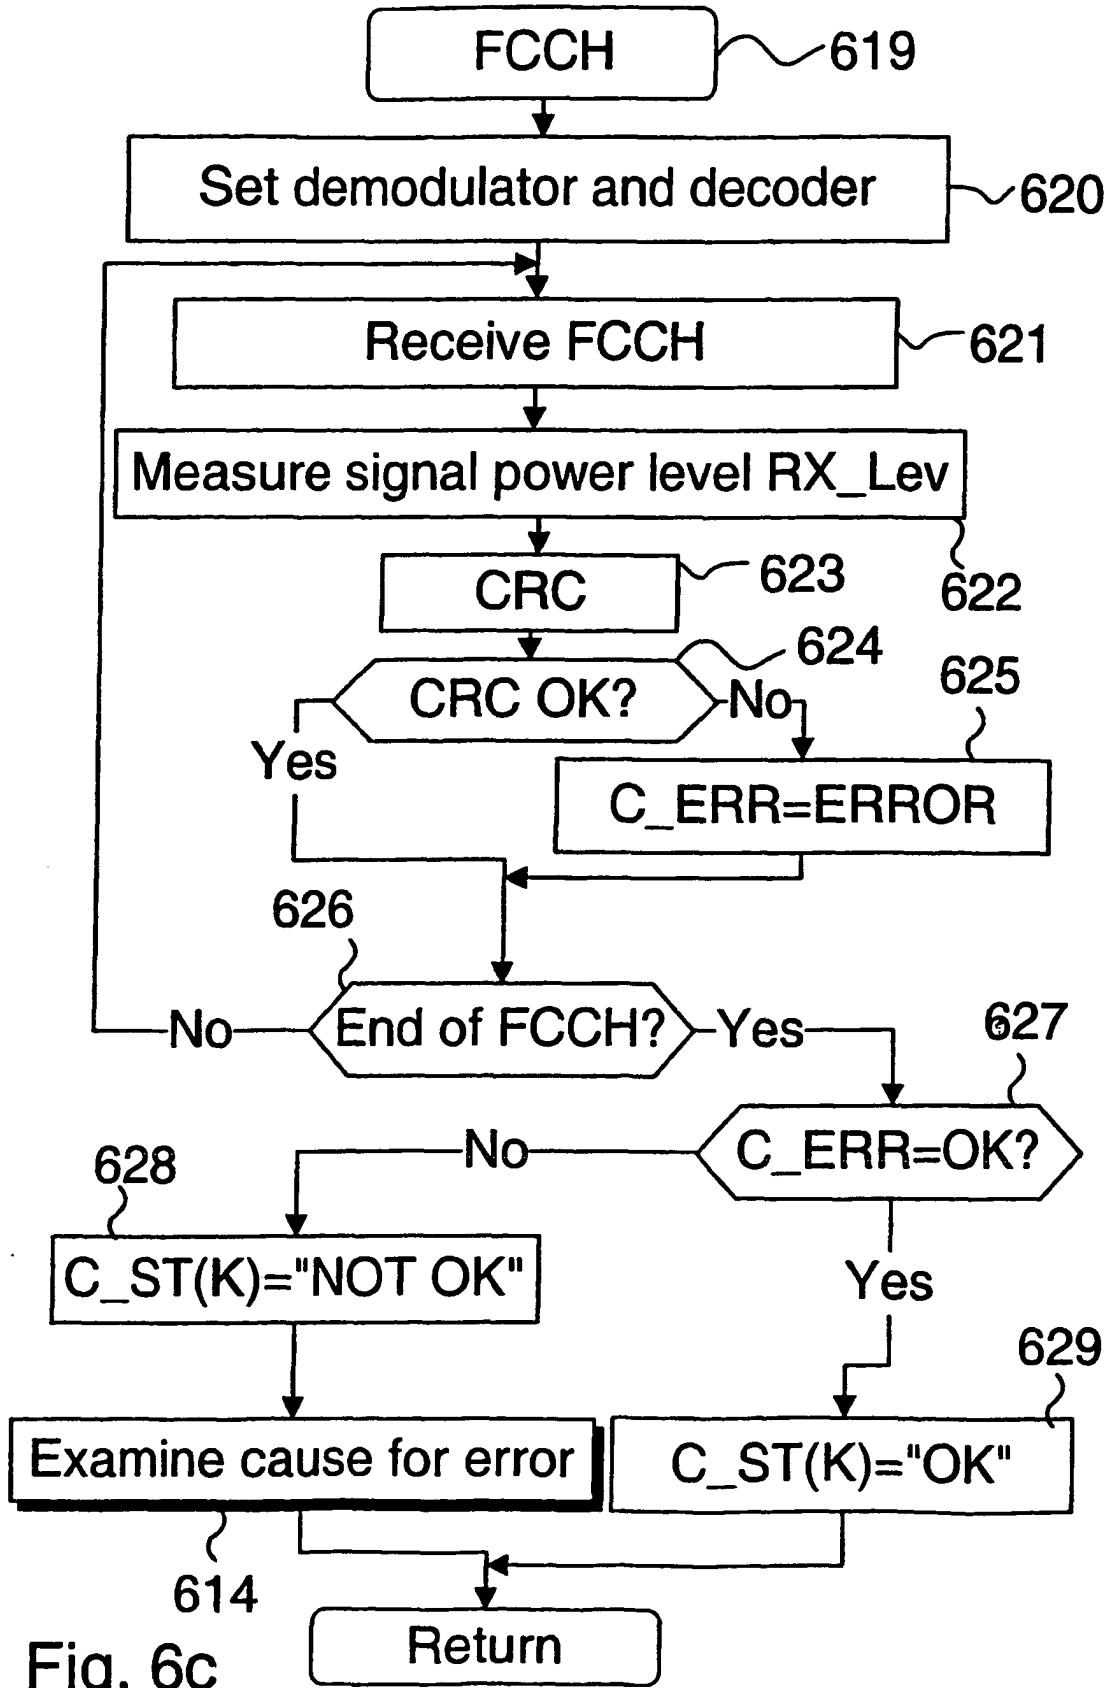 FCCH
619
Set demodulator and decoder
620
Receive FCCH
621
Measure signal power level RX_Lev
622
CRC
623
624
CRC OK?
No
625
Yes
C_ERR=ERROR
626
End of FCCH?
No
Yes
627
C_ERR=OK?
No
628
C_ST(K)="NOT OK"
Yes
629
Examine cause for error
C_ST(K)="OK"
614
Return
Fig. 6c